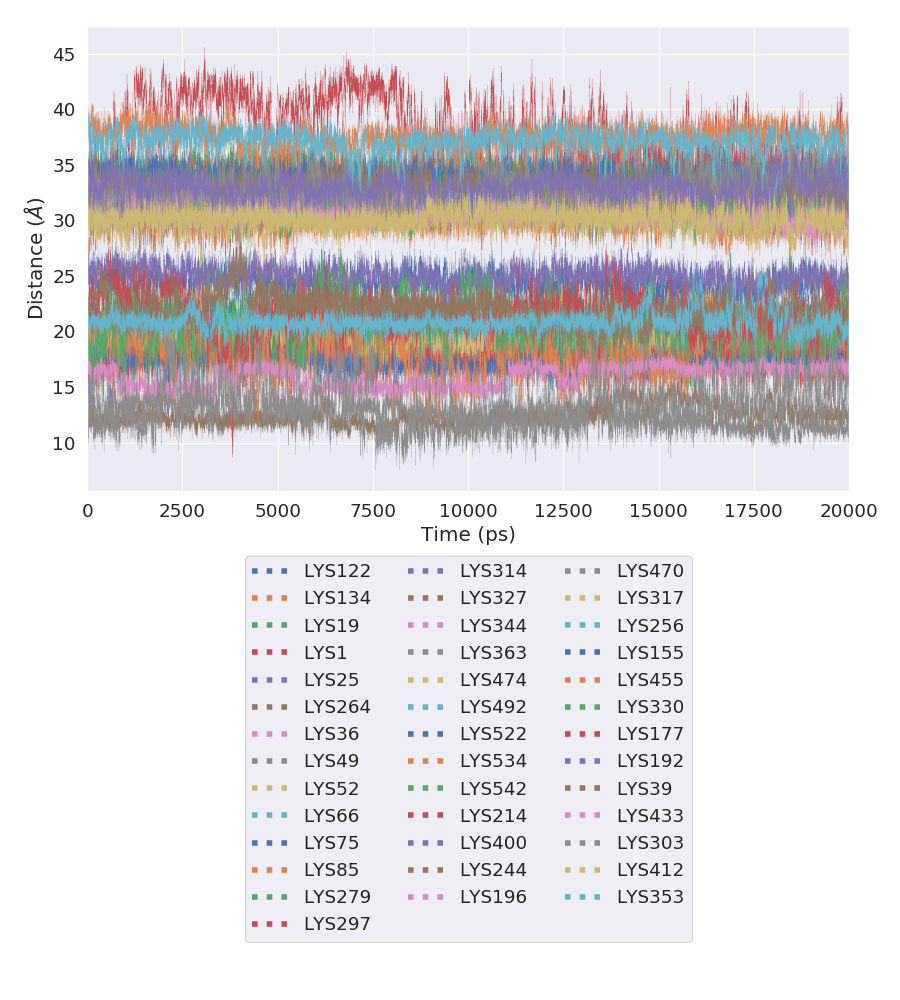 45
40
35
30
25
20
15
10
Distance (Å)
0 2500 5000 7500 10000 12500 15000 17500 20000
Time (ps)
LYS122 LYS314 LYS470
LYS134 LYS327 LYS317
LYS19 LYS344 LYS256
LYS1 LYS363 LYS155
LYS25 LYS474 LYS455
LYS264 LYS492 LYS330
LYS36 LYS522 LYS177
LYS49 LYS534 LYS192
LYS52 LYS542 LYS39
LYS66 LYS214 LYS433
LYS75 LYS400 LYS303
LYS85 LYS244 LYS412
LYS279 LYS196 LYS353
LYS297